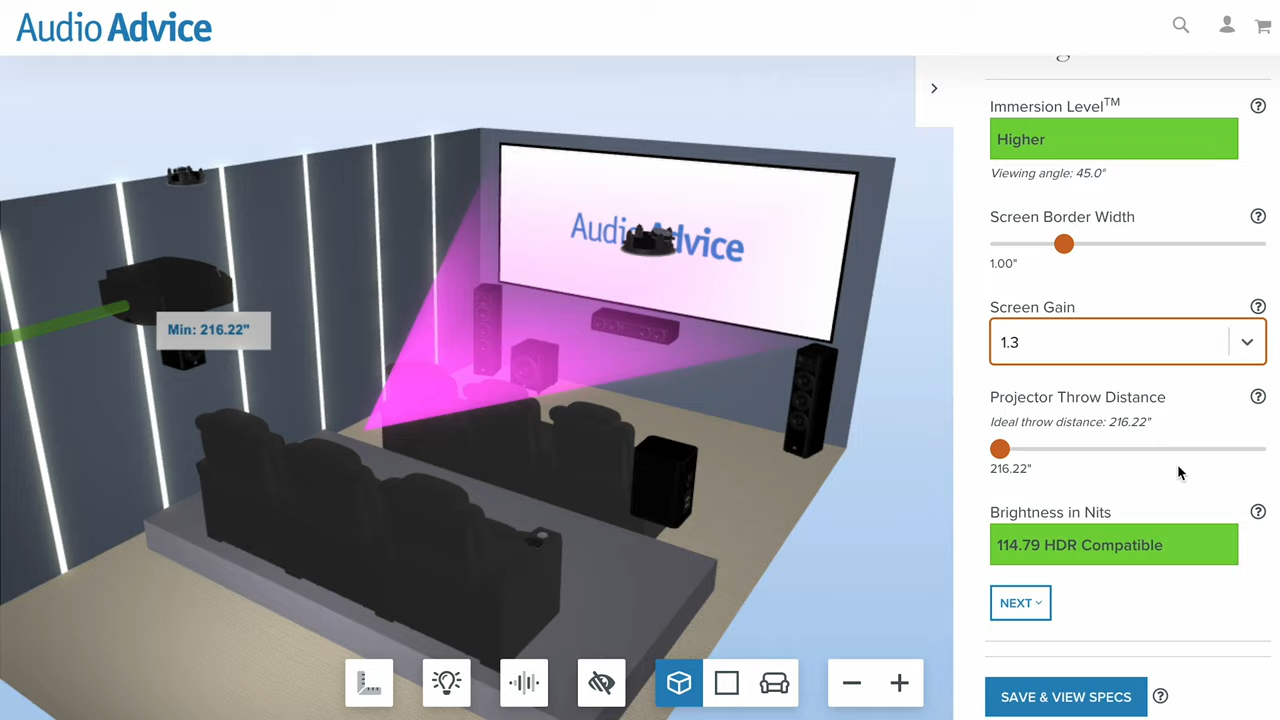 Audio Advice
Immersion Level™
Higher
Viewing angle: 45.0°
Screen Border Width
1.00"
Screen Gain
1.3
Projector Throw Distance
Ideal throw distance: 216.22"
216.22"
Brightness in Nits
114.79 HDR Compatible
NEXT
SAVE & VIEW SPECS
Min: 216.22"